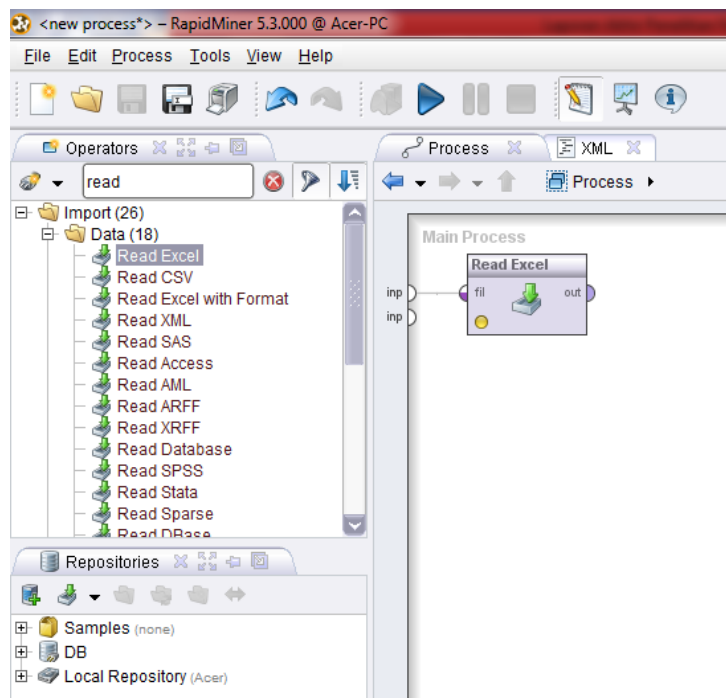 <new process*> – RapidMiner 5.3.000 @ Acer-PC
File Edit Process Tools View Help
Operators
read
Import (26)
Data (18)
Read Excel
Read CSV
Read Excel with Format
Read XML
Read SAS
Read Access
Read AML
Read ARFF
Read XRFF
Read Database
Read SPSS
Read Stata
Read Sparse
Read DBase
Repositories
Samples (none)
DB
Local Repository (Acer)
Process XML
Process
Main Process
Read Excel
inp fil out
inp